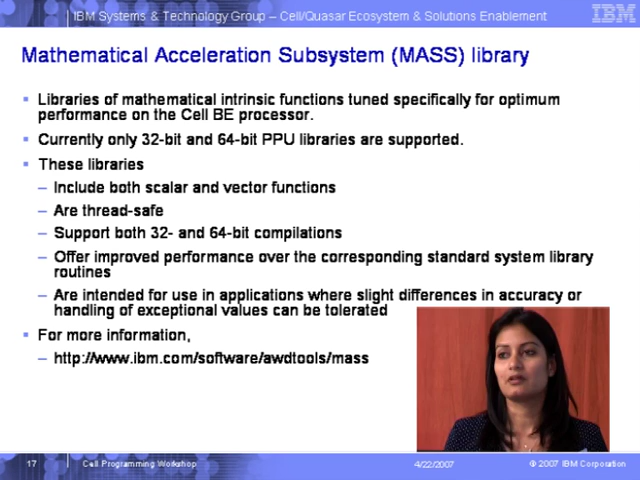 IBM Systems & Technology Group – Cell/Quasar Ecosystem & Solutions Enablement
IBM
Mathematical Acceleration Subsystem (MASS) library
Libraries of mathematical intrinsic functions tuned specifically for optimum
performance on the Cell BE processor.
Currently only 32-bit and 64-bit PPU libraries are supported.
These libraries
– Include both scalar and vector functions
– Are thread-safe
– Support both 32- and 64-bit compilations
– Offer improved performance over the corresponding standard system library
routines
– Are intended for use in applications where slight differences in accuracy or
handling of exceptional values can be tolerated
For more information,
– http://www.ibm.com/software/awdtools/mass
17 Cell Programming Workshop 4/22/2007 © 2007 IBM Corporation